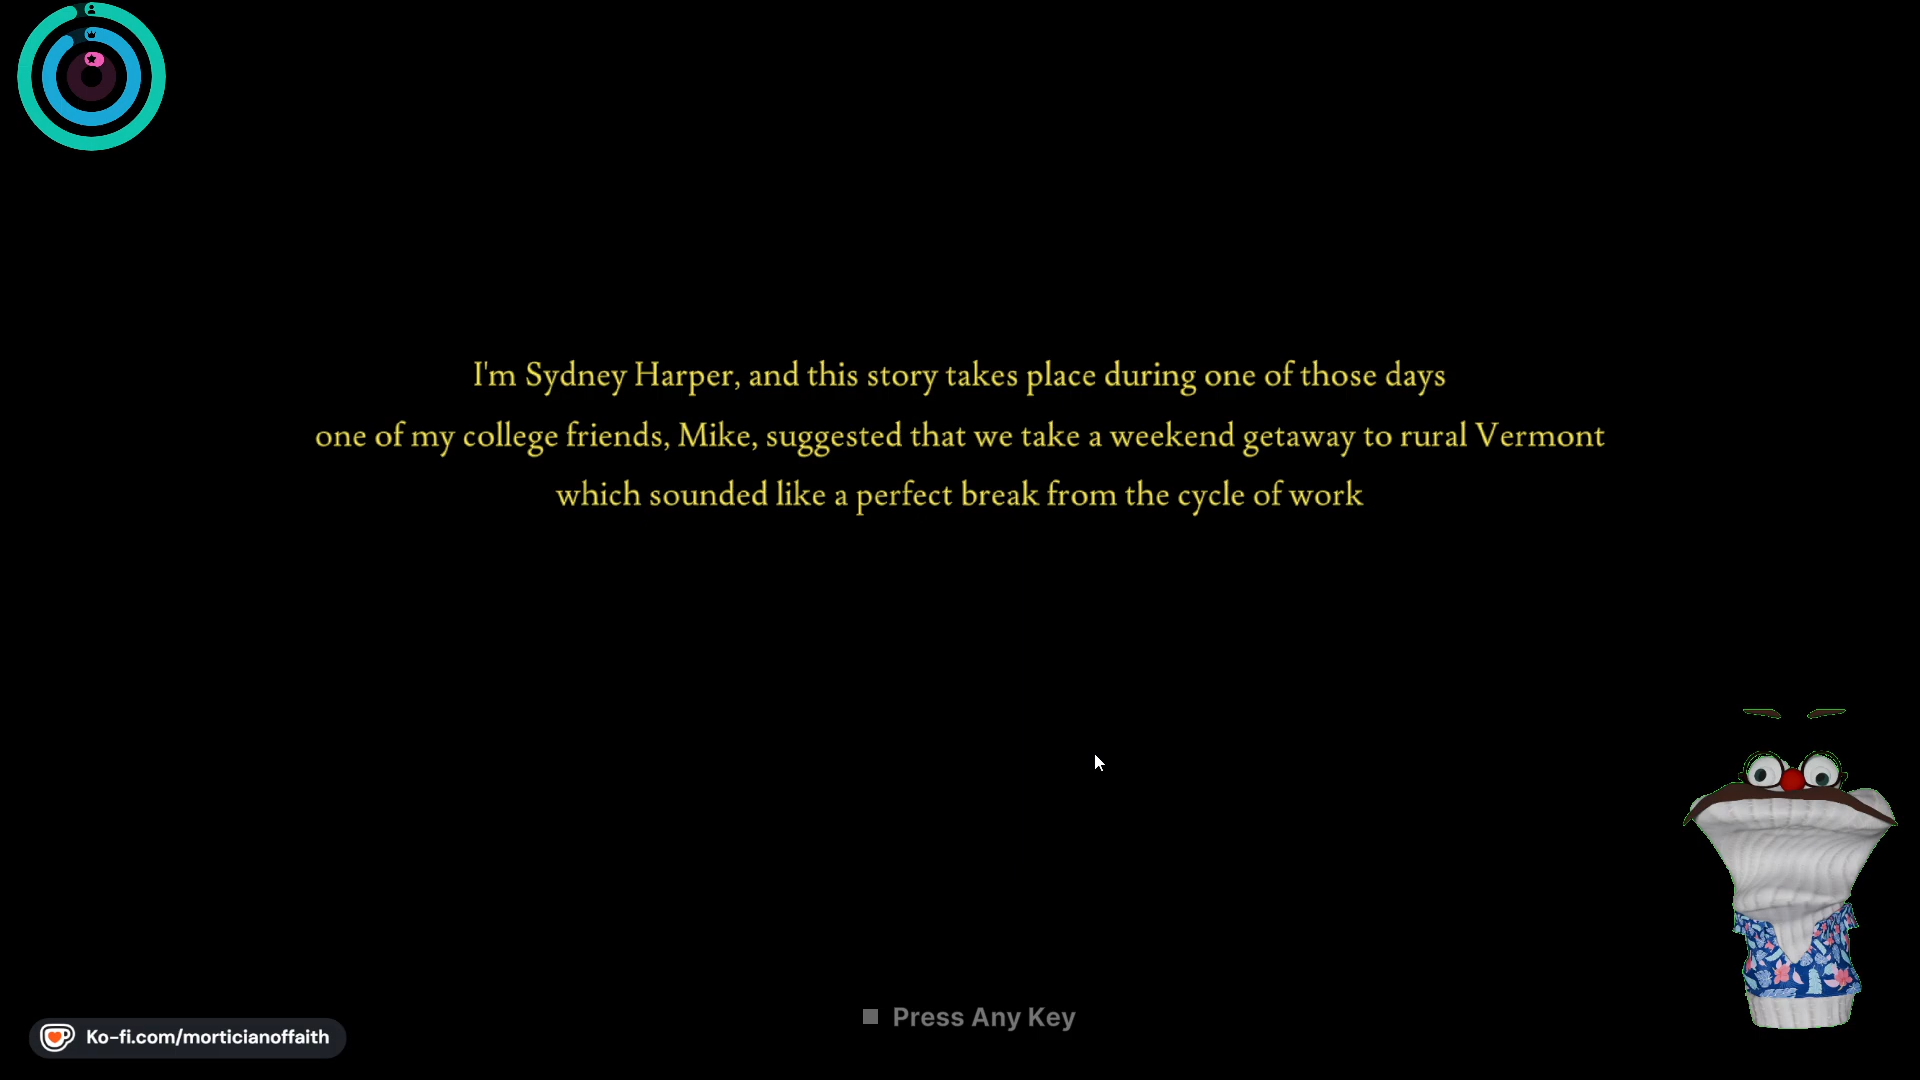 I'm Sydney Harper, and this story takes place during one of those days
one of my college friends, Mike, suggested that we take a weekend getaway to rural Vermont
which sounded like a perfect break from the cycle of work
Press Any Key
Ko-fi.com/morticianoffaith